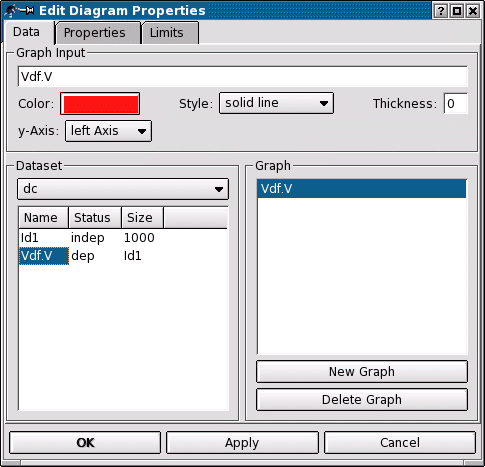 Edit Diagram Properties
Data Properties Limits
Graph Input
Vdf.V
Color: Style: solid line Thickness: 0
y-Axis: left Axis
Dataset
dc
Name Status Size
Id1 indep 1000
Vdf.V dep Id1
Graph
Vdf.V
New Graph
Delete Graph
OK Apply Cancel